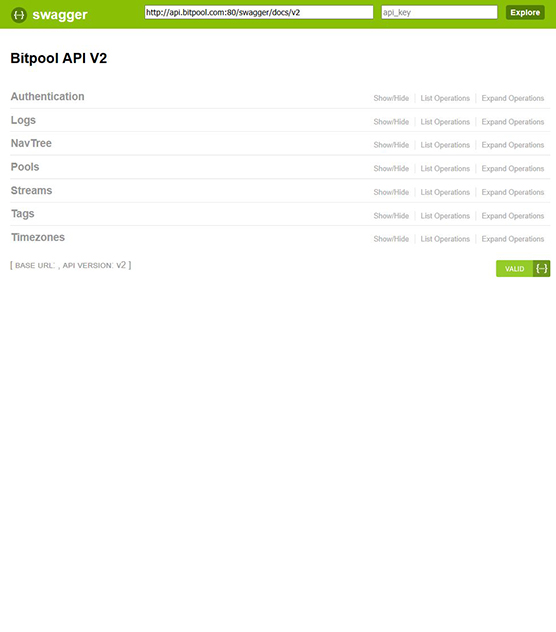 {···} swagger http://api.bitpool.com:80/swagger/docs/v2 api_key Explore
Bitpool API V2
Authentication Show/Hide List Operations Expand Operations
Logs Show/Hide List Operations Expand Operations
NavTree Show/Hide List Operations Expand Operations
Pools Show/Hide List Operations Expand Operations
Streams Show/Hide List Operations Expand Operations
Tags Show/Hide List Operations Expand Operations
Timezones Show/Hide List Operations Expand Operations
[ BASE URL: , API VERSION: V2 ] VALID {···}